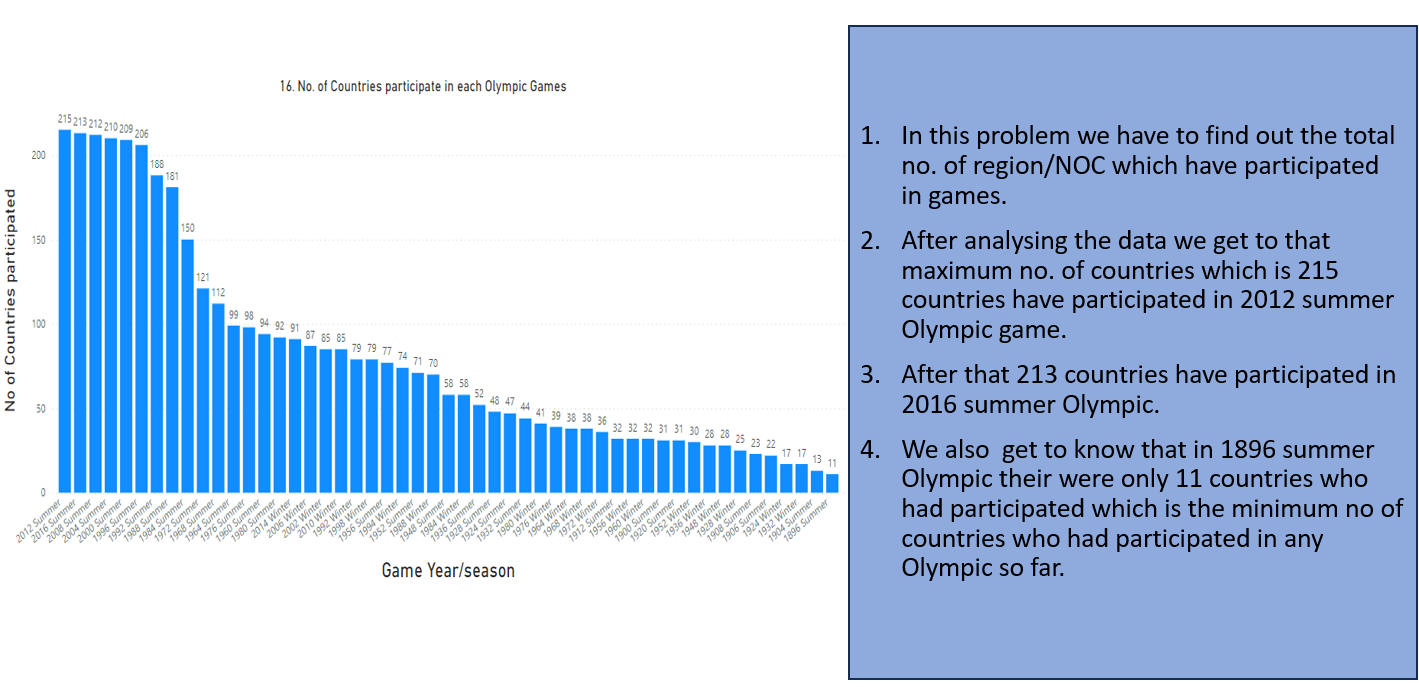 16. No. of Countries participate in each Olympic Games
No of Countries participated
200
150
100
50
0
215 213 212 210 209 206 188 181 150 121 112 99 98 94 92 91 87 85 85 79 79 77 74 71 70 58 58 52 48 47 44 41 39 38 38 36 32 32 32 31 31 30 28 28 25 23 22 17 17 13 11
2012 Summer
2016 Summer
2008 Summer
2004 Summer
2000 Summer
1996 Summer
1992 Summer
1988 Summer
1984 Summer
1972 Summer
1968 Summer
1964 Summer
1976 Summer
1960 Summer
1980 Summer
2014 Winter
2006 Winter
2002 Winter
2010 Winter
1992 Winter
1998 Winter
1956 Summer
1994 Winter
1952 Summer
1988 Winter
1948 Summer
1984 Winter
1936 Summer
1928 Summer
1924 Summer
1932 Summer
1980 Winter
1976 Winter
1964 Winter
1968 Winter
1972 Winter
1912 Summer
1956 Winter
1960 Winter
1900 Summer
1920 Summer
1952 Winter
1936 Winter
1948 Winter
1928 Winter
1908 Summer
1906 Summer
1924 Winter
1932 Winter
1904 Summer
1896 Summer
Game Year/season
1. In this problem we have to find out the total
no. of region/NOC which have participated
in games.
2. After analysing the data we get to that
maximum no. of countries which is 215
countries have participated in 2012 summer
Olympic game.
3. After that 213 countries have participated in
2016 summer Olympic.
4. We also  get to know that in 1896 summer
Olympic their were only 11 countries who
had participated which is the minimum no of
countries who had participated in any
Olympic so far.